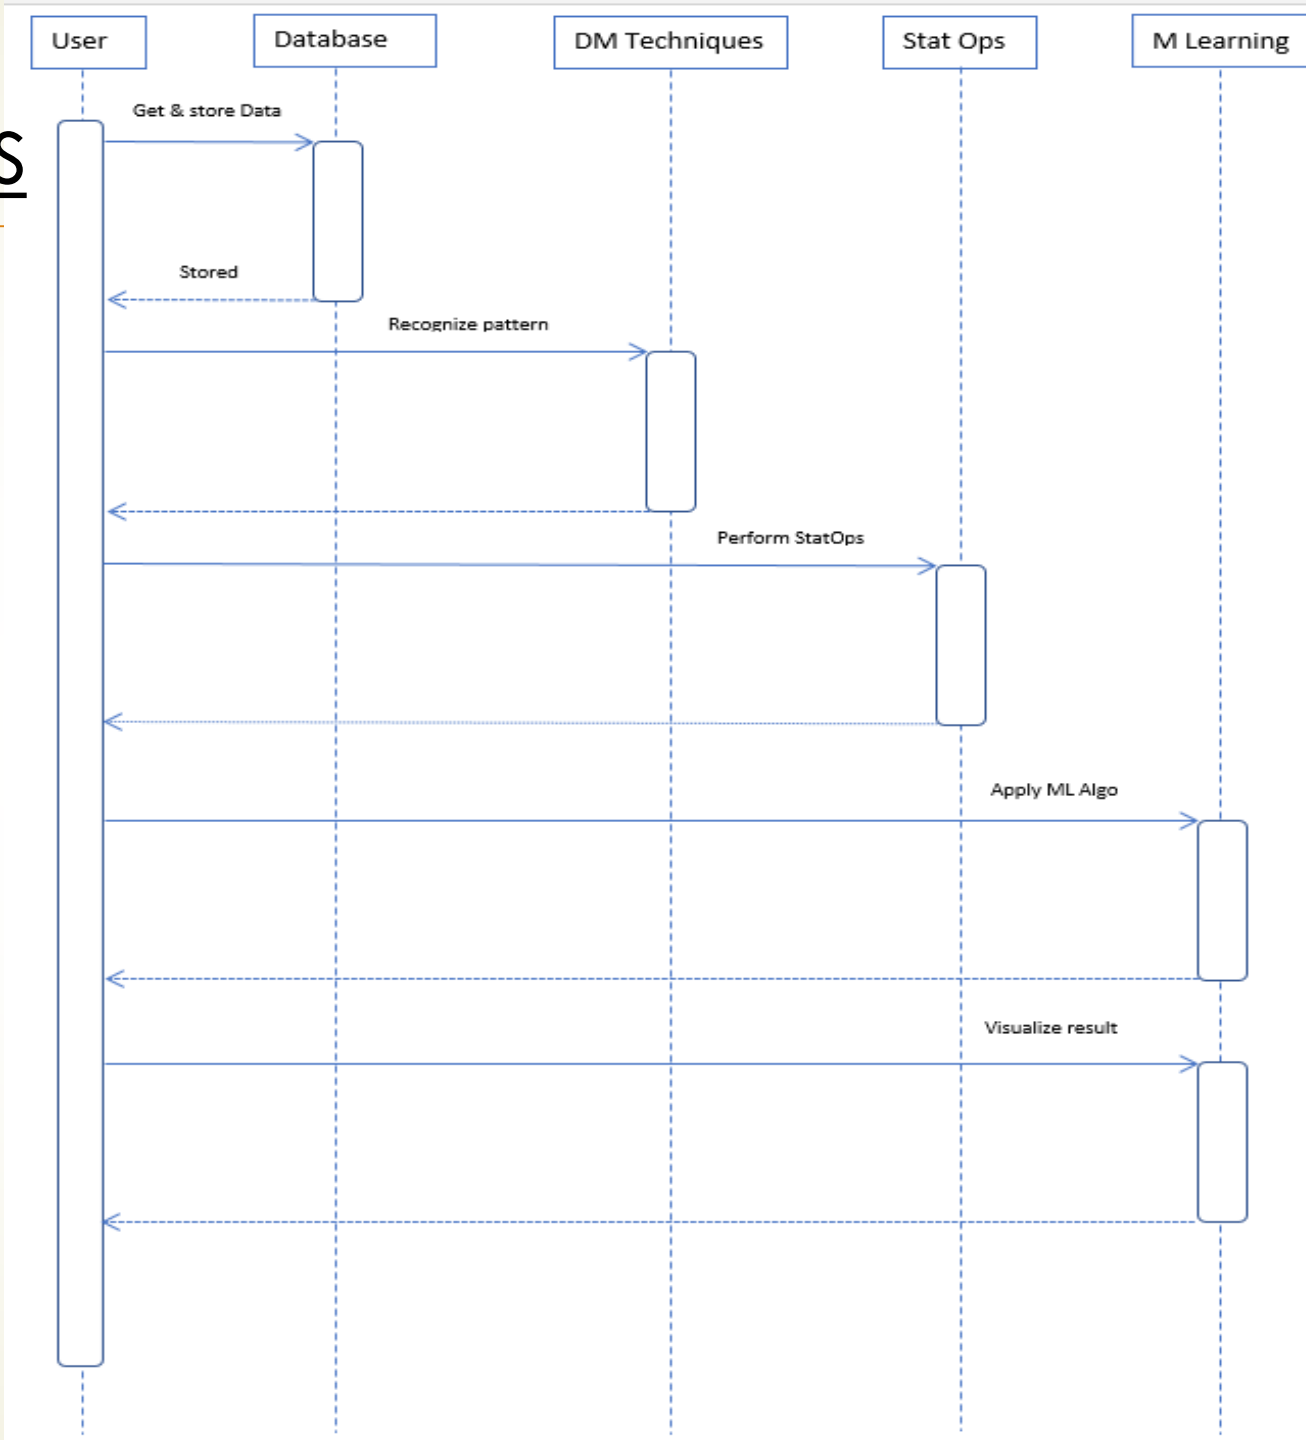 User
Database
DM Techniques
Stat Ops
M Learning
Get & store Data
s
Stored
Recognize pattern
Perform StatOps
Apply ML Algo
Visualize result